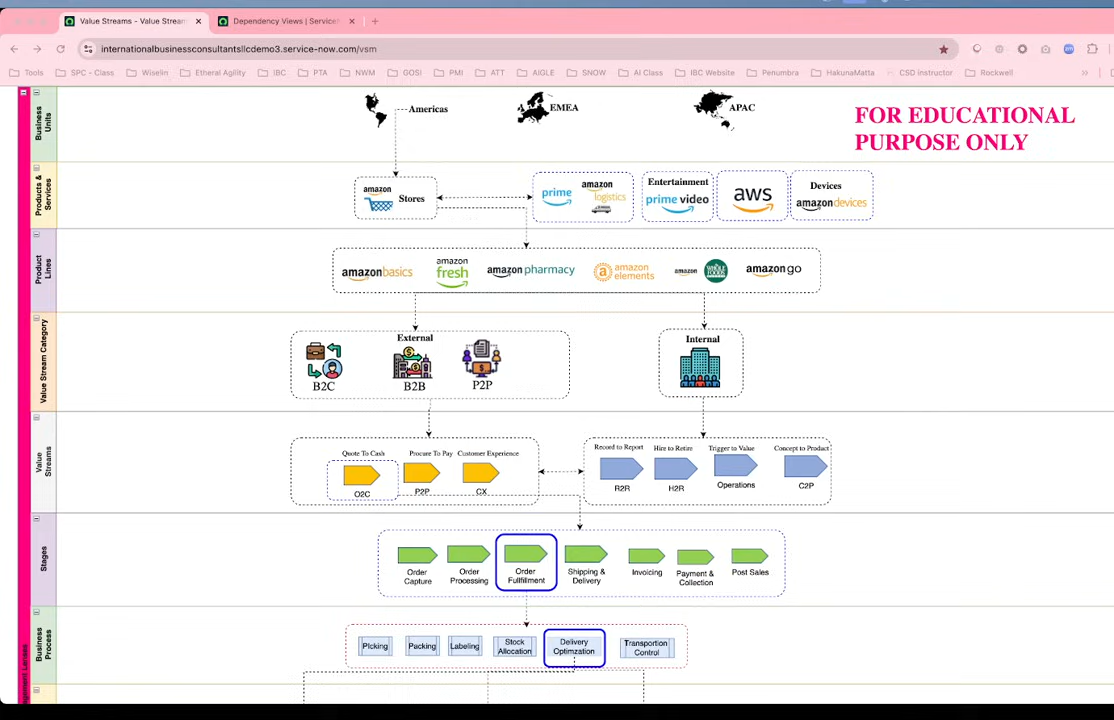 Value Streams - Value Stream
Dependency Views | Service
internationalbusinessconsultantsllcdemo3.service-now.com/vsm
Tools
SPC - Class
Wiselin
Etheral Agility
IBC
PTA
NWM
GOSI
PMI
ATT
AIGLE
SNOW
AI Class
IBC Website
Penumbra
HakunaMatta
CSD instructor
Rockwell
Business
Units
Americas
EMEA
APAC
FOR EDUCATIONAL
PURPOSE ONLY
Products &
Services
amazon
Stores
prime
amazon
logistics
Entertainment
prime video
aws
Devices
amazon devices
Product
Lines
amazon basics
amazon
fresh
amazon pharmacy
amazon
elements
amazon
WHOLE
FOODS
amazon go
Value Stream Category
External
B2C
B2B
P2P
Internal
Value
Streams
Quote To Cash
O2C
Procure To Pay
P2P
Customer Experience
CX
Record to Report
R2R
Hire to Retire
H2R
Trigger to Value
Operations
Concept to Product
C2P
Stages
Order
Capture
Order
Processing
Order
Fullfillment
Shipping &
Delivery
Invoicing
Payment &
Collection
Post Sales
Business
Process
PIcking
Packing
Labeling
Stock
Allocation
Delivery
Optimzation
Transportion
Control